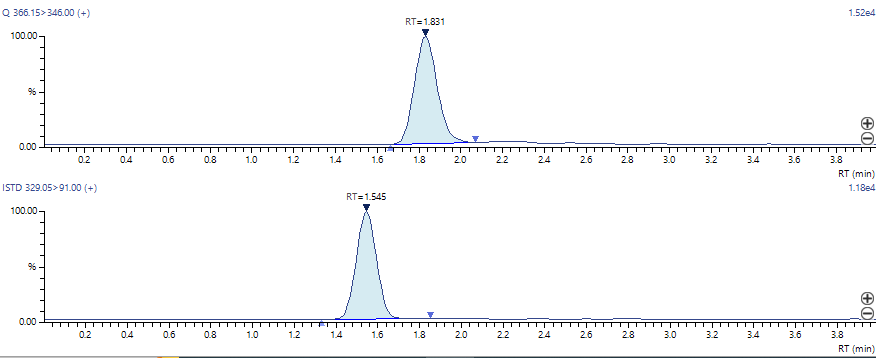 Q 366.15>346.00 (+) 1.52e4
RT=1.831
100.00
%
0.00
0.2 0.4 0.6 0.8 1.0 1.2 1.4 1.6 1.8 2.0 2.2 2.4 2.6 2.8 3.0 3.2 3.4 3.6 3.8
RT (min)
ISTD 329.05>91.00 (+) 1.18e4
RT=1.545
100.00
%
0.00
0.2 0.4 0.6 0.8 1.0 1.2 1.4 1.6 1.8 2.0 2.2 2.4 2.6 2.8 3.0 3.2 3.4 3.6 3.8
RT (min)